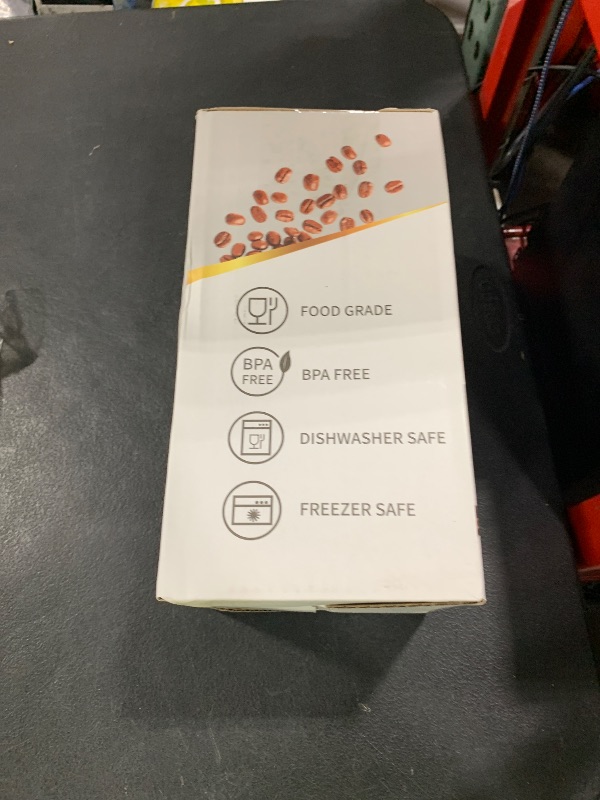 FOOD GRADE
BPA
FREE
BPA FREE
DISHWASHER SAFE
FREEZER SAFE